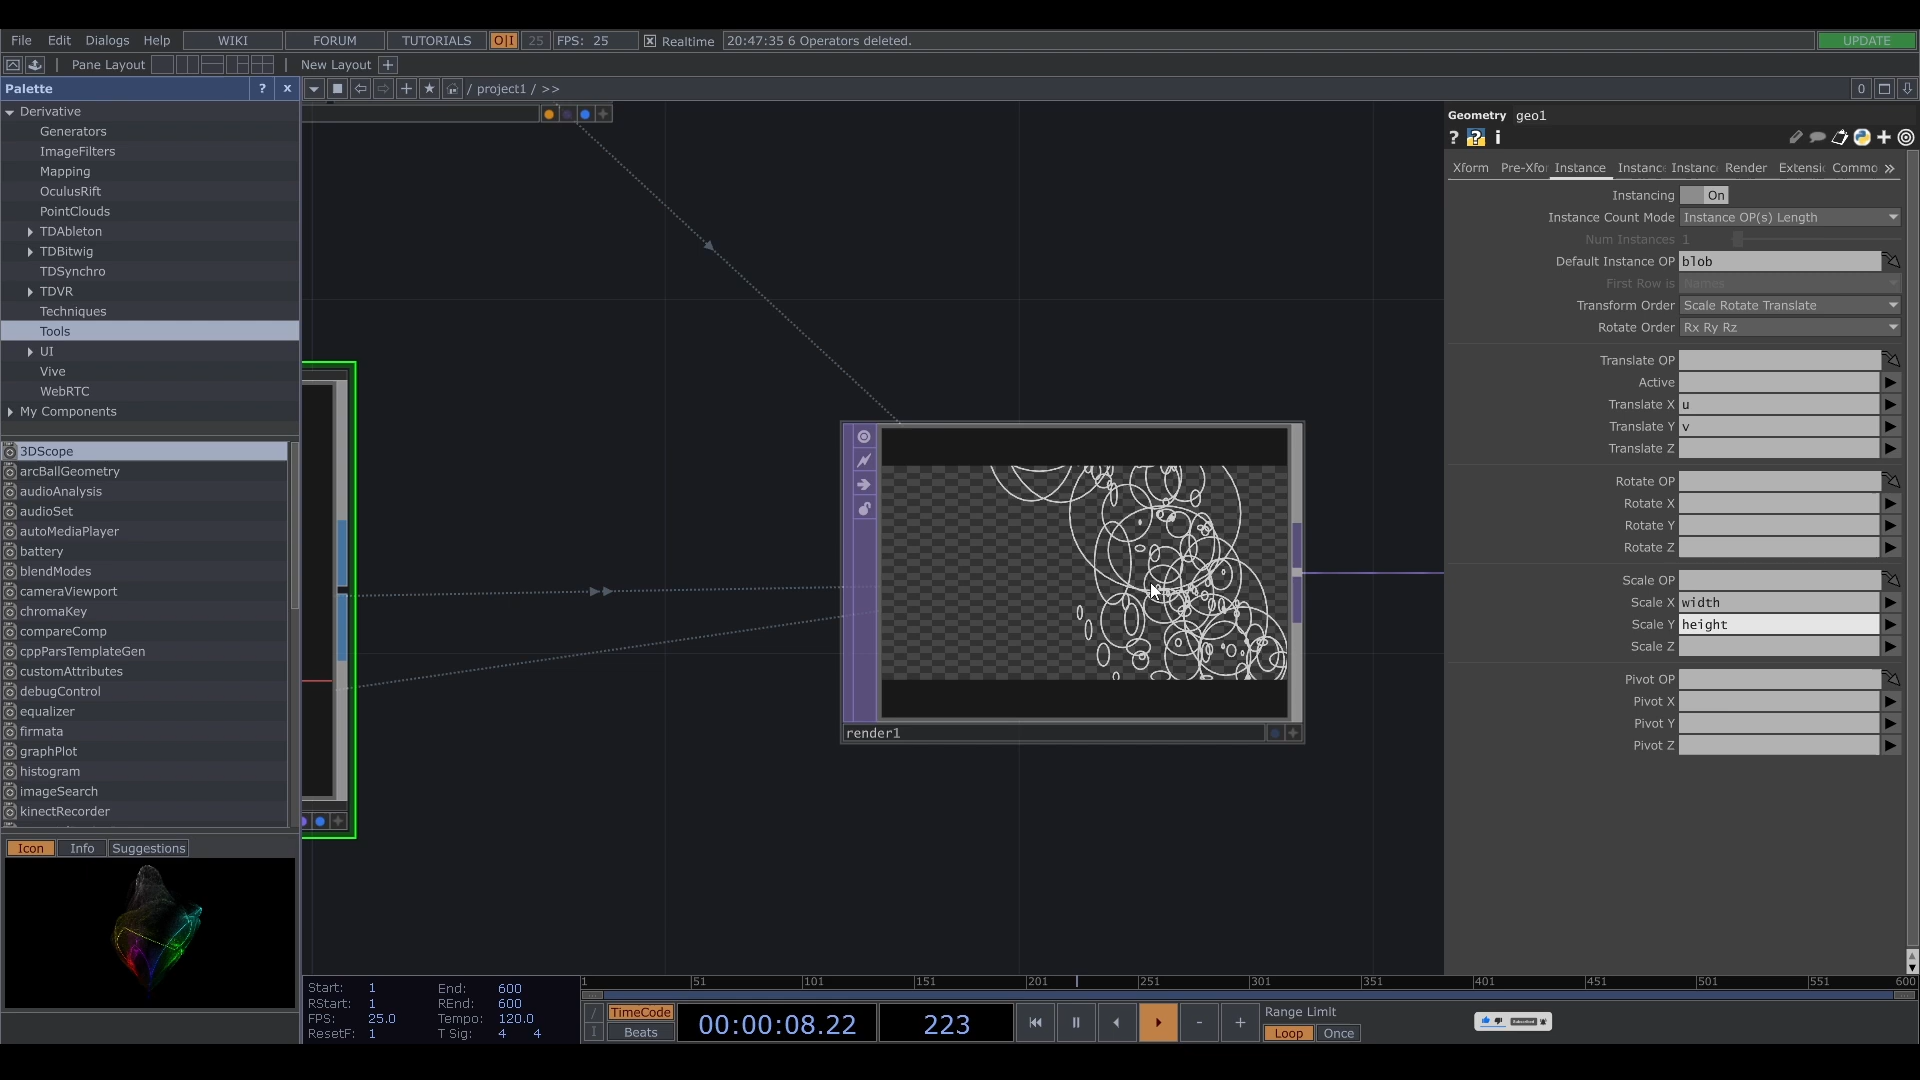 File Edit Dialogs Help WIKI FORUM TUTORIALS O|I 25 FPS: 25 Realtime 20:47:35 6 Operators deleted. UPDATE
Pane Layout New Layout +
Palette ? x / project1 / >> 0
Derivative
Generators
ImageFilters
Mapping
OculusRift
PointClouds
TDAbleton
TDBitwig
TDSynchro
TDVR
Techniques
Tools
UI
Vive
WebRTC
My Components
3DScope
arcBallGeometry
audioAnalysis
audioSet
autoMediaPlayer
battery
blendModes
cameraViewport
chromaKey
compareComp
cppParsTemplateGen
customAttributes
debugControl
equalizer
firmata
graphPlot
histogram
imageSearch
kinectRecorder
Icon Info Suggestions
render1
Geometry geo1
? ? i
Xform Pre-Xfo Instance Instanc Instanc Render Extensi Commo
Instancing On
Instance Count Mode Instance OP(s) Length
Num Instances 1
Default Instance OP blob
First Row is Names
Transform Order Scale Rotate Translate
Rotate Order Rx Ry Rz
Translate OP
Active
Translate X u
Translate Y v
Translate Z
Rotate OP
Rotate X
Rotate Y
Rotate Z
Scale OP
Scale X width
Scale Y height
Scale Z
Pivot OP
Pivot X
Pivot Y
Pivot Z
1 51 101 151 201 251 301 351 401 451 501 551 600
Start: 1 End: 600
RStart: 1 REnd: 600
FPS: 25.0 Tempo: 120.0
ResetF: 1 T Sig: 4 4
/ TimeCode
I Beats
00:00:08.22 223 - +
Range Limit
Loop Once
Subscribed